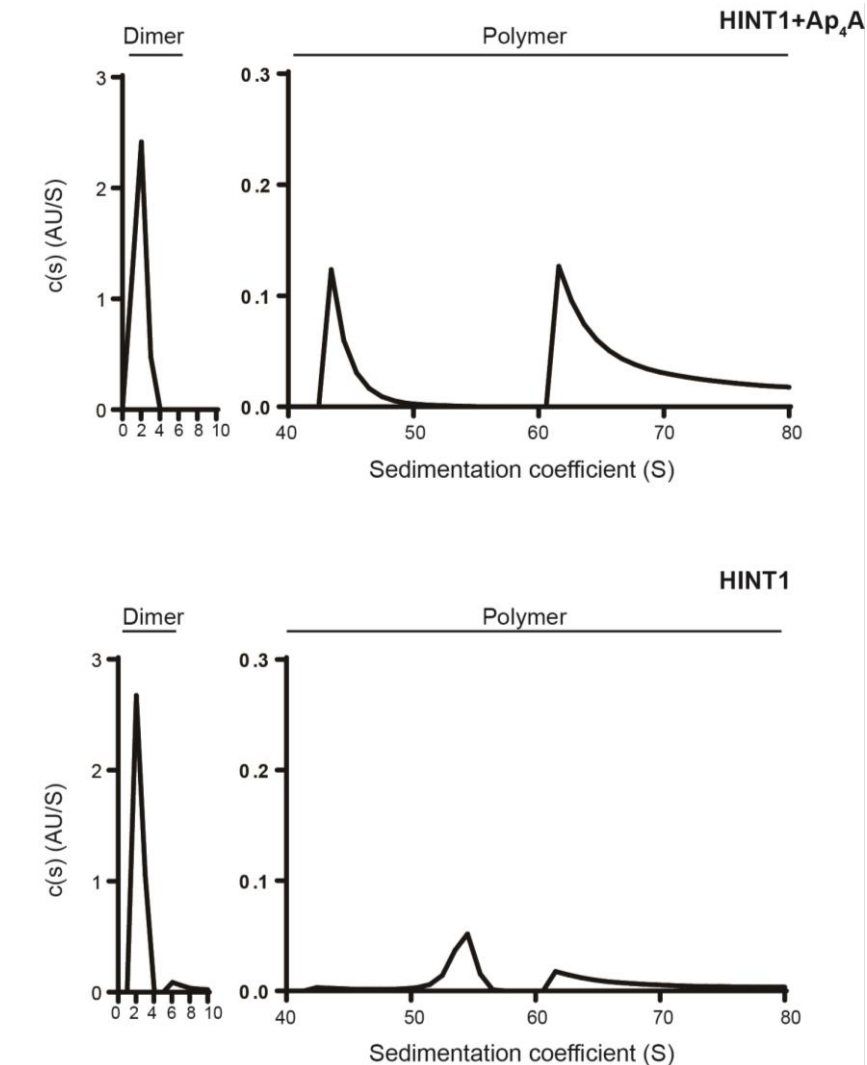 HINT1+Ap4A
Dimer
Polymer
3
2
1
0
c(s) (AU/S)
0 2 4 6 8 10
0.3
0.2
0.1
0.0
40 50 60 70 80
Sedimentation coefficient (S)
HINT1
Dimer
Polymer
3
2
1
0
c(s) (AU/S)
0 2 4 6 8 10
0.3
0.2
0.1
0.0
40 50 60 70 80
Sedimentation coefficient (S)